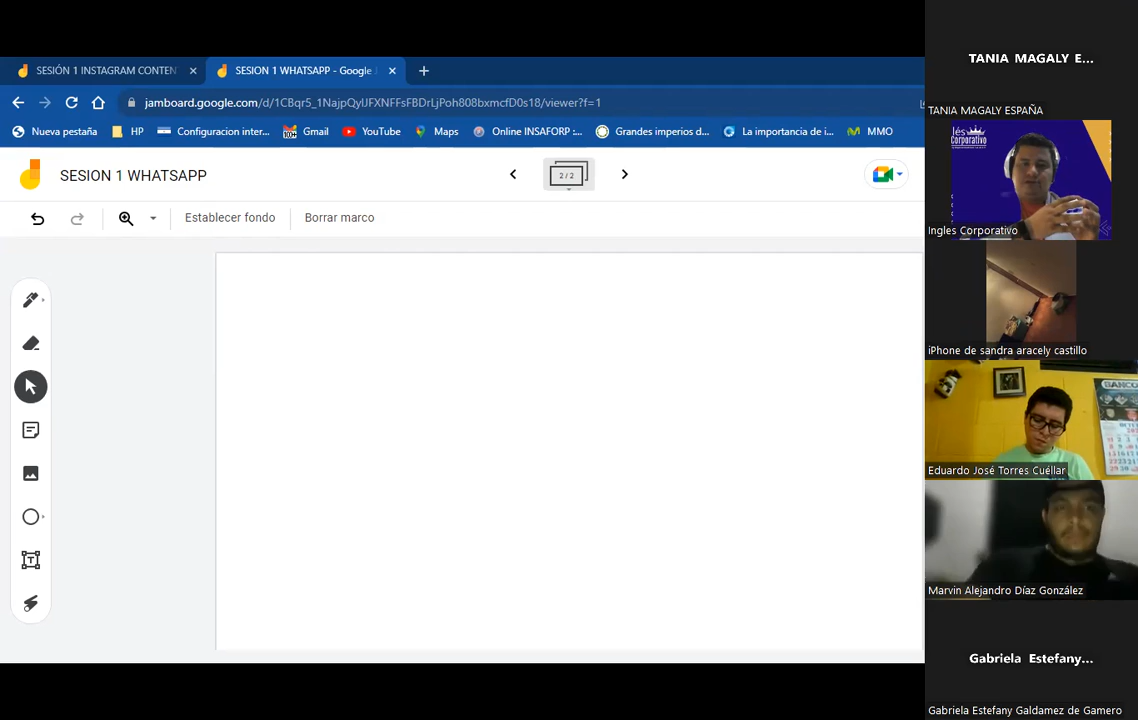 SESIÓN 1 INSTAGRAM CONTEN
SESION 1 WHATSAPP - Google
jamboard.google.com/d/1CBqr5_1NajpQylJFXNFFsFBDrLjPoh808bxmcfD0s18/viewer?f=1
Nueva pestaña
HP
Configuracion inter...
Gmail
YouTube
Maps
Online INSAFORP :...
Grandes imperios d...
La importancia de i...
MMO
SESION 1 WHATSAPP
2 / 2
Establecer fondo
Borrar marco
TANIA MAGALY E...
TANIA MAGALY ESPAÑA
lés
Corporativo
Ingles Corporativo
iPhone de sandra aracely castillo
BANCO
Eduardo José Torres Cuéllar
Marvin Alejandro Díaz González
Gabriela Estefany...
Gabriela Estefany Galdamez de Gamero